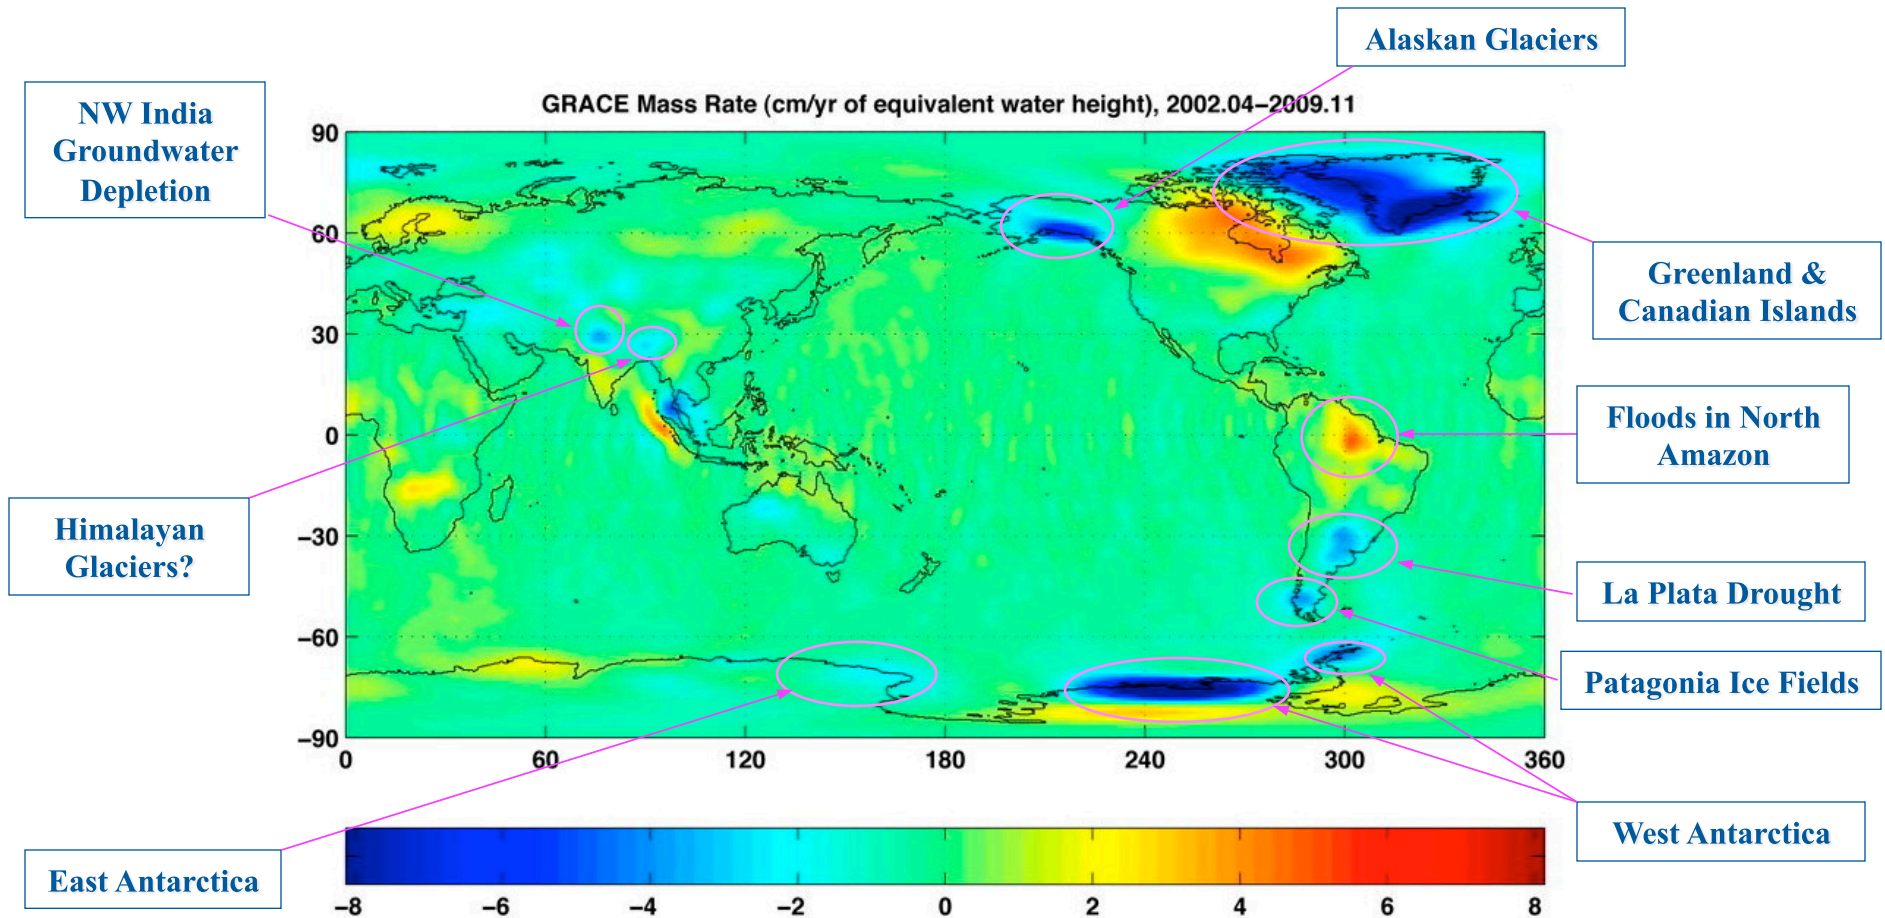 Alaskan Glaciers
GRACE Mass Rate (cm/yr of equivalent water height), 2002.04−2009.11
NW India
Groundwater
Depletion
Greenland &
Canadian Islands
Floods in North
Amazon
Himalayan
Glaciers?
La Plata Drought
Patagonia Ice Fields
West Antarctica
East Antarctica
90
60
30
0
−30
−60
−90
0 60 120 180 240 300 360
−8 −6 −4 −2 0 2 4 6 8